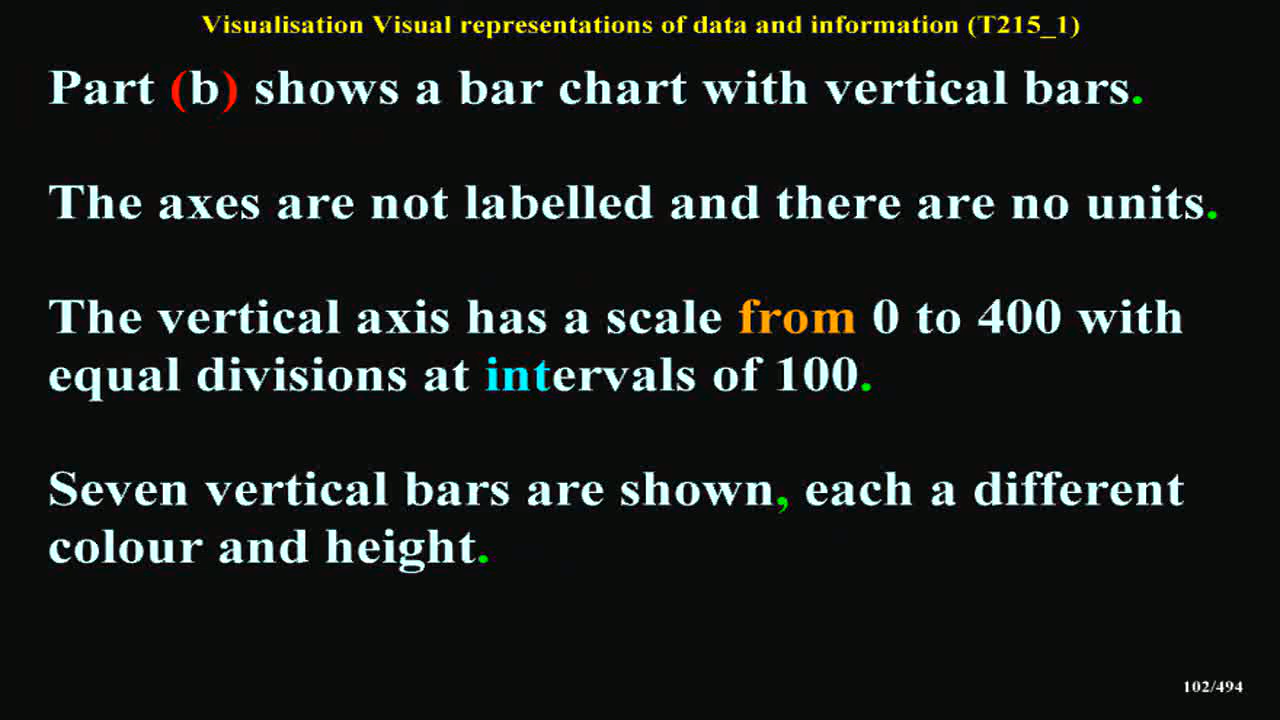 Visualisation Visual representations of data and information (T215_1)
Part (b) shows a bar chart with vertical bars.
The axes are not labelled and there are no units.
The vertical axis has a scale from 0 to 400 with
equal divisions at intervals of 100.
Seven vertical bars are shown, each a different
colour and height.
102/494